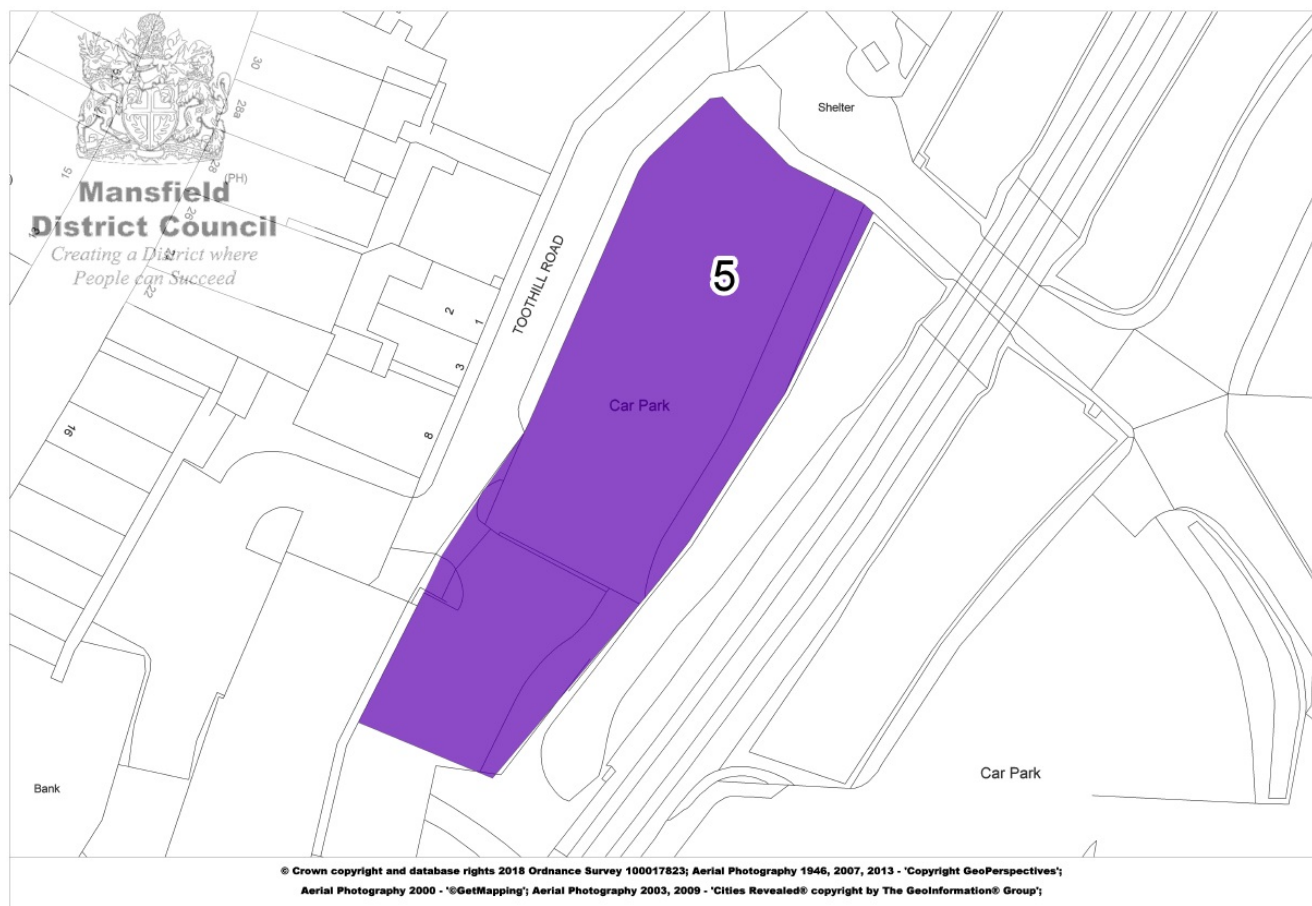 Mansfield
District Council
Creating a District where
People can Succeed
30
28a
28
(PH)
26
24
22
15
16
2
1
3
8
TOOTHILL ROAD
Shelter
5
Car Park
Car Park
Bank
© Crown copyright and database rights 2018 Ordnance Survey 100017823; Aerial Photography 1946, 2007, 2013 - 'Copyright GeoPerspectives';
Aerial Photography 2000 - '©GetMapping'; Aerial Photography 2003, 2009 - 'Cities Revealed® copyright by The GeoInformation® Group';